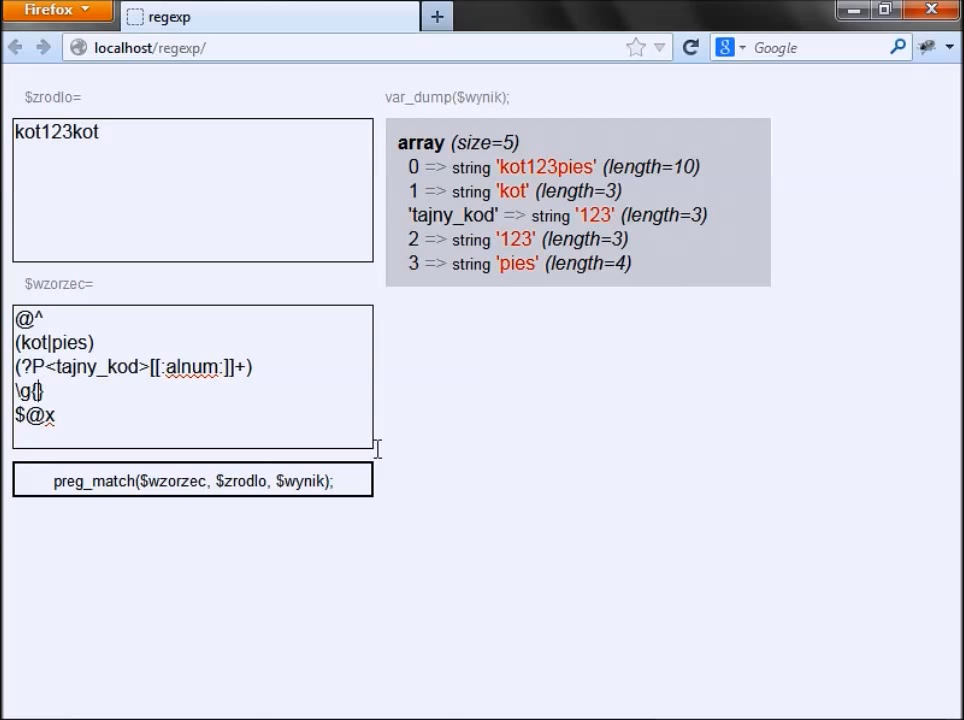 Firefox
regexp
localhost/regexp/
8
Google
$zrodlo=
kot123kot
$wzorzec=
@^
(kot|pies)
(?P<tajny_kod>[[:alnum:]]+)
\g{}
$@x
preg_match($wzorzec, $zrodlo, $wynik);
var_dump($wynik);
array (size=5)
0 => string 'kot123pies' (length=10)
1 => string 'kot' (length=3)
'tajny_kod' => string '123' (length=3)
2 => string '123' (length=3)
3 => string 'pies' (length=4)